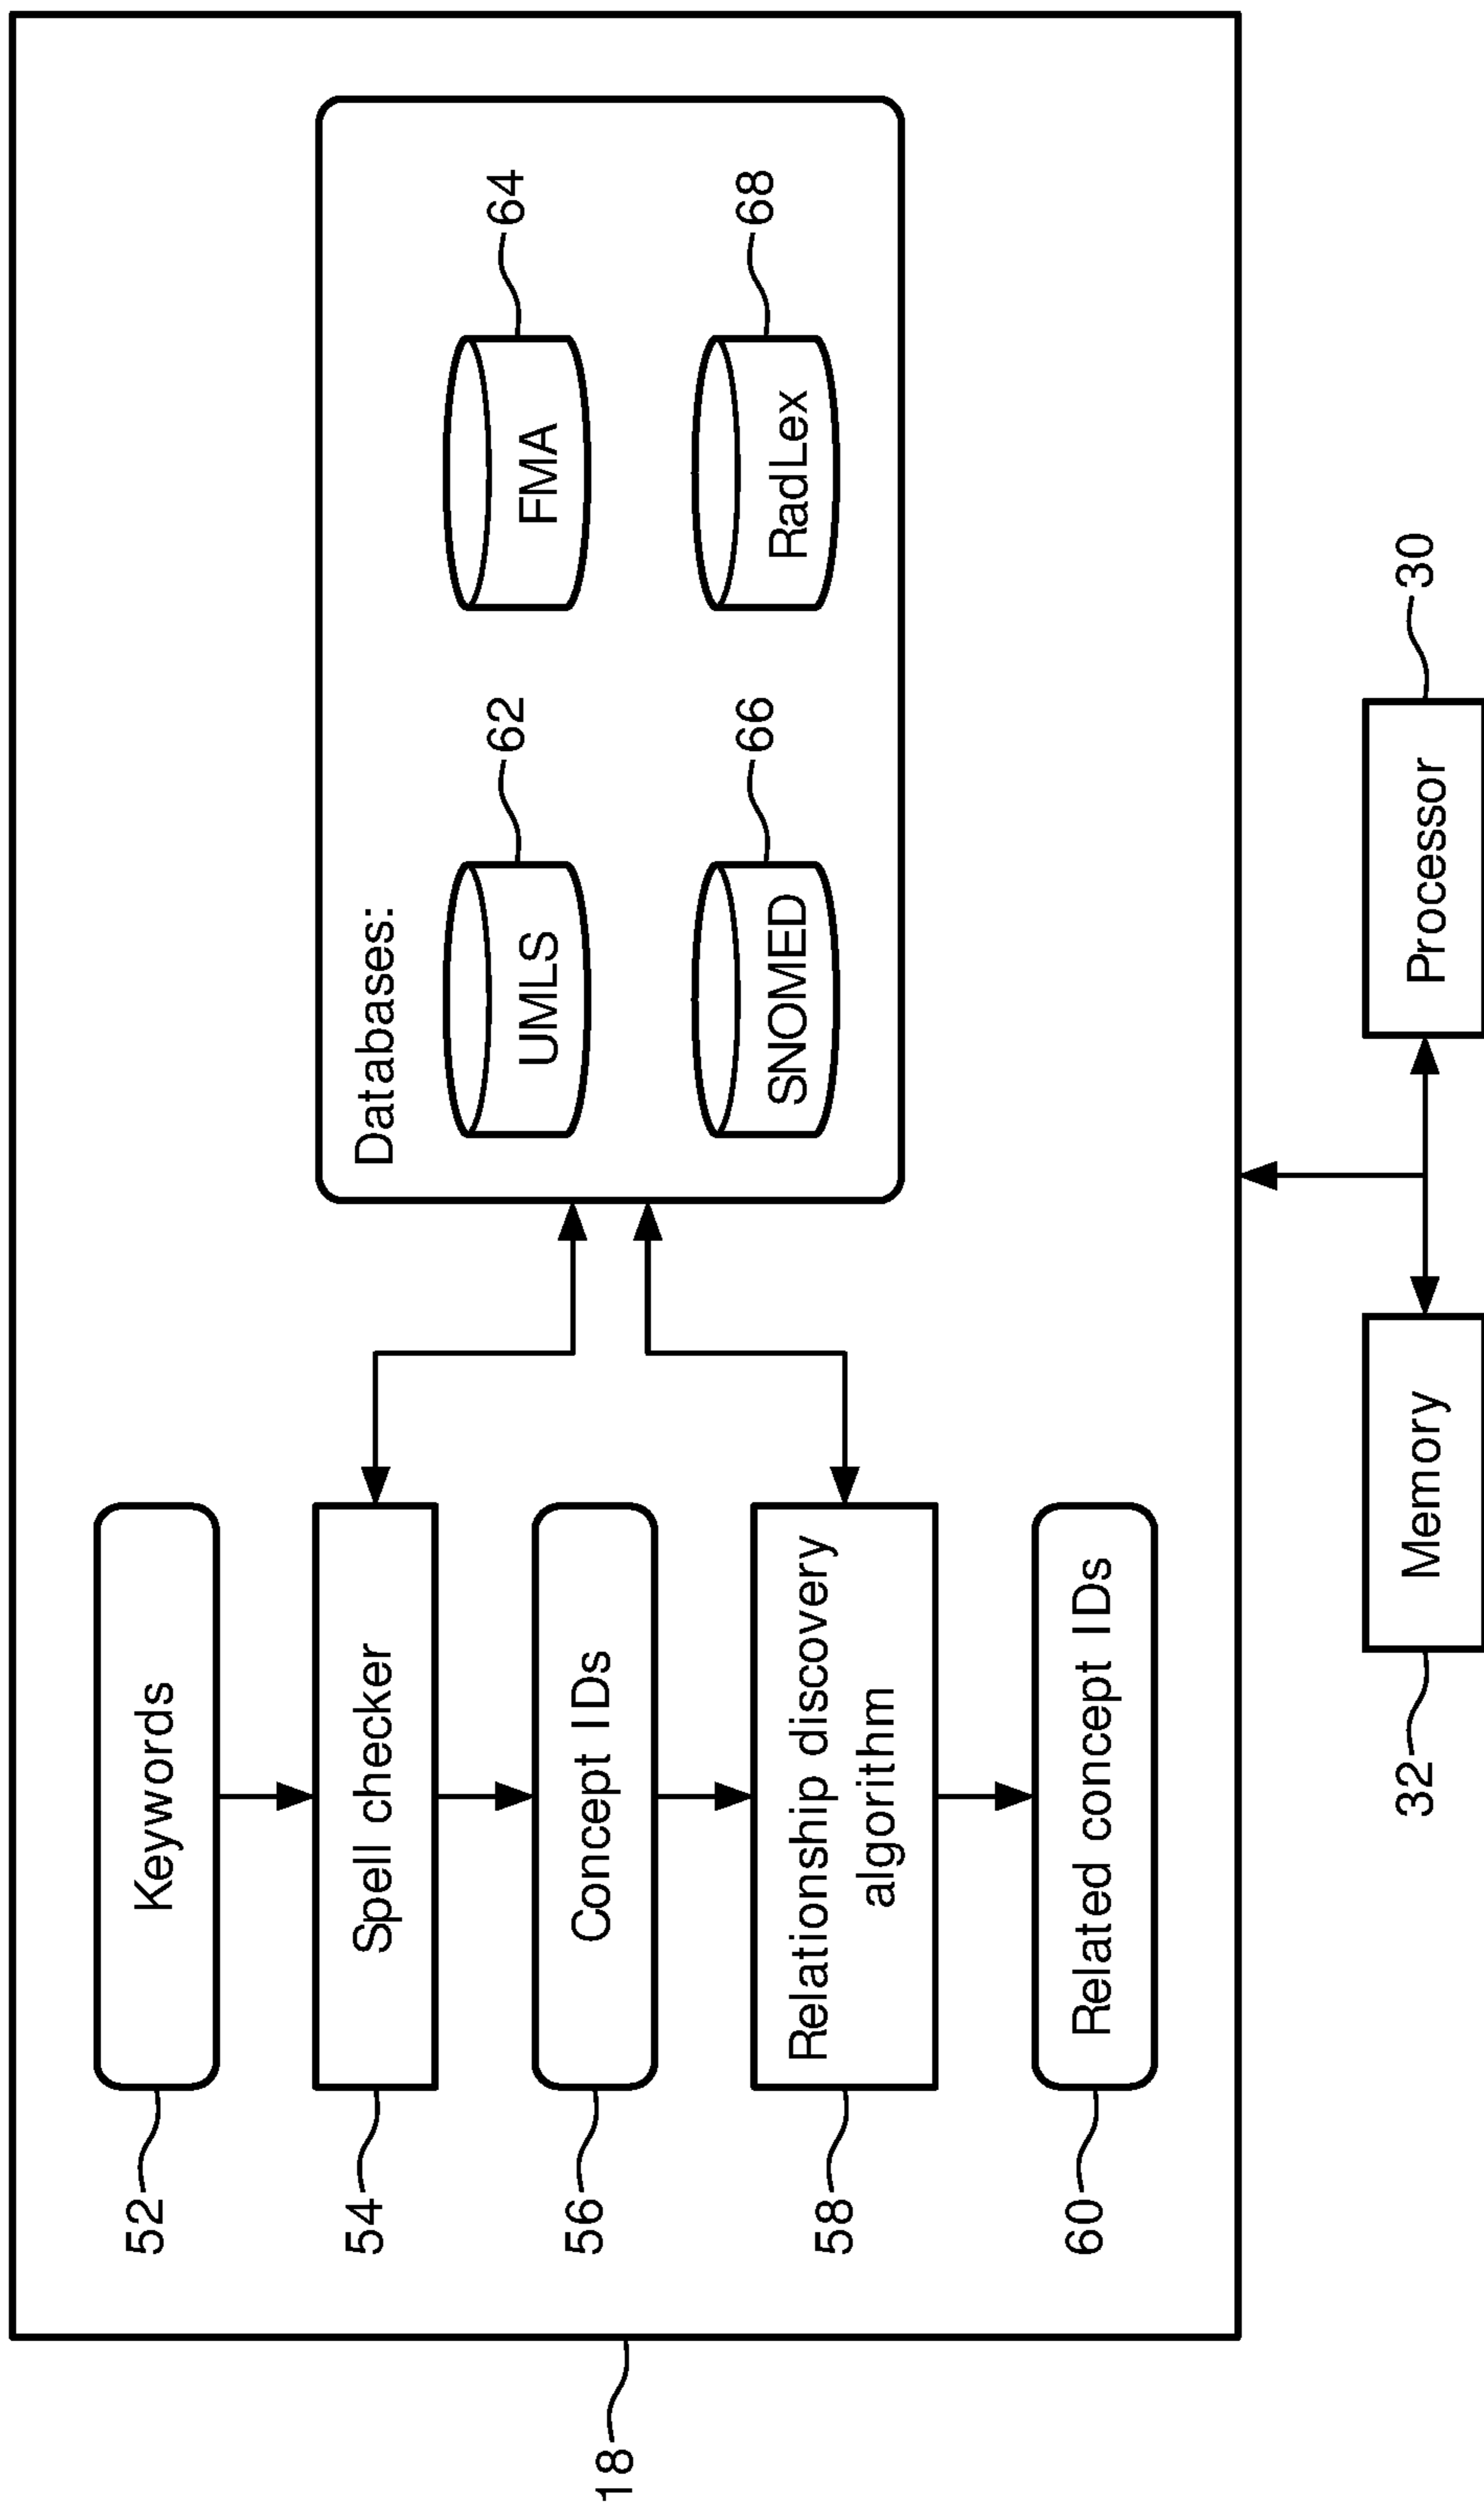 52
Keywords
54
Spell checker
56
Concept IDs
58
Relationship discovery
algorithm
60
Related concept IDs
Databases:
UMLS
62
FMA
64
SNOMED
66
RadLex
68
18
32
Memory
Processor
30